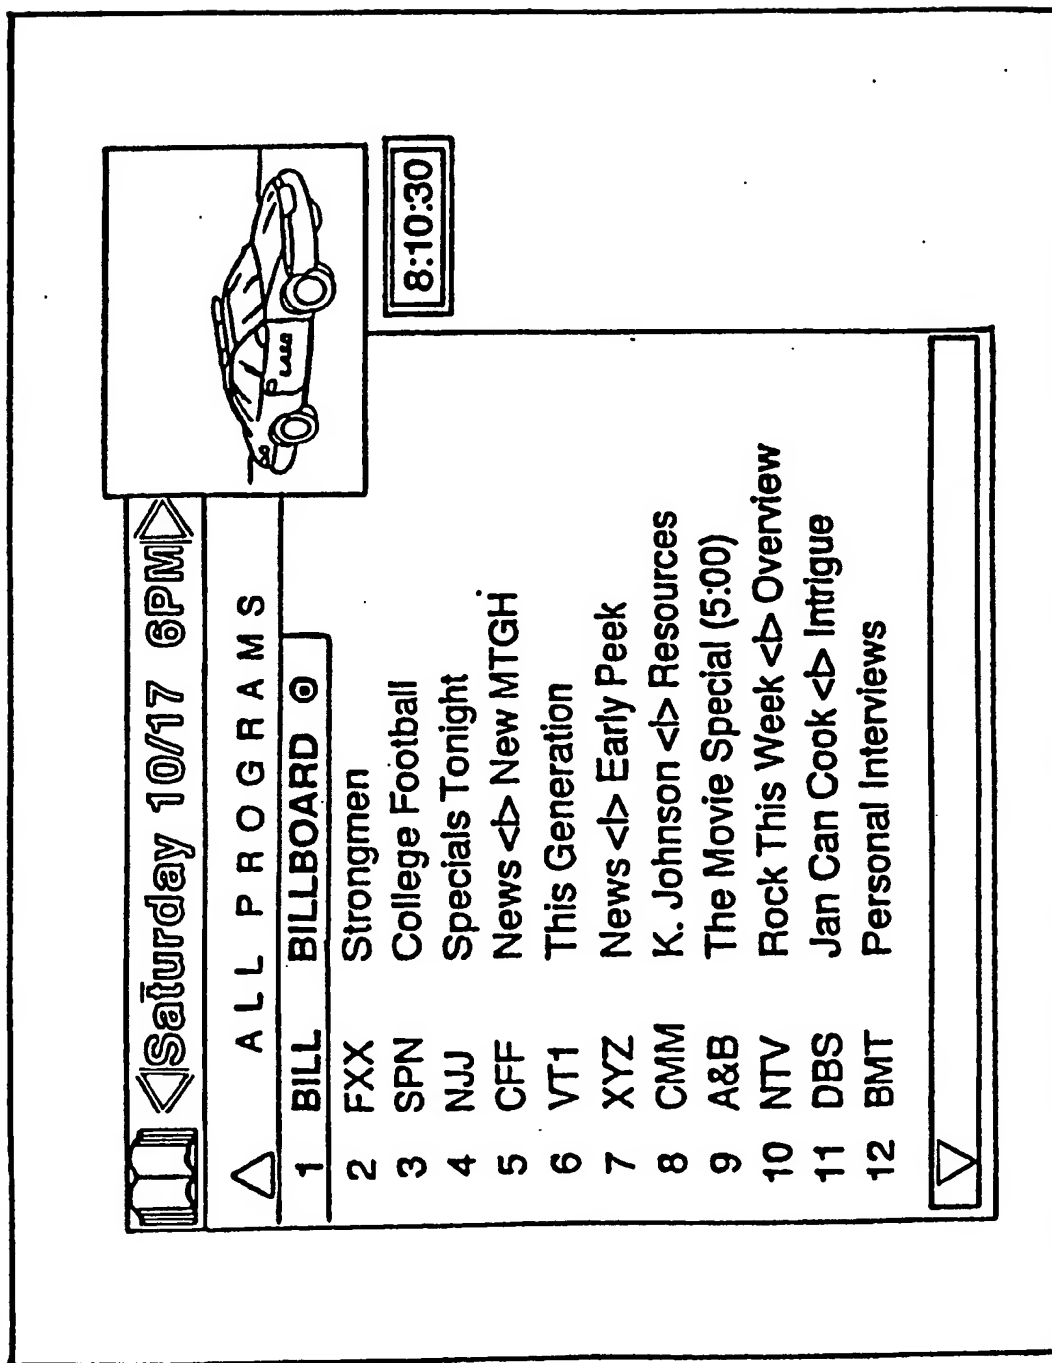 Saturday 10/17 6PM
ALL PROGRAMS
1 BILL BILLBOARD
2 FXX Strongmen
3 SPN College Football
4 NJJ Specials Tonight
5 CFF News <|> New MTGH
6 VT1 This Generation
7 XYZ News <|> Early Peek
8 CMM K. Johnson <|> Resources
9 A&B The Movie Special (5:00)
10 NTV Rock This Week <|> Overview
11 DBS Jan Can Cook <|> Intrigue
12 BMT Personal Interviews
8:10:30